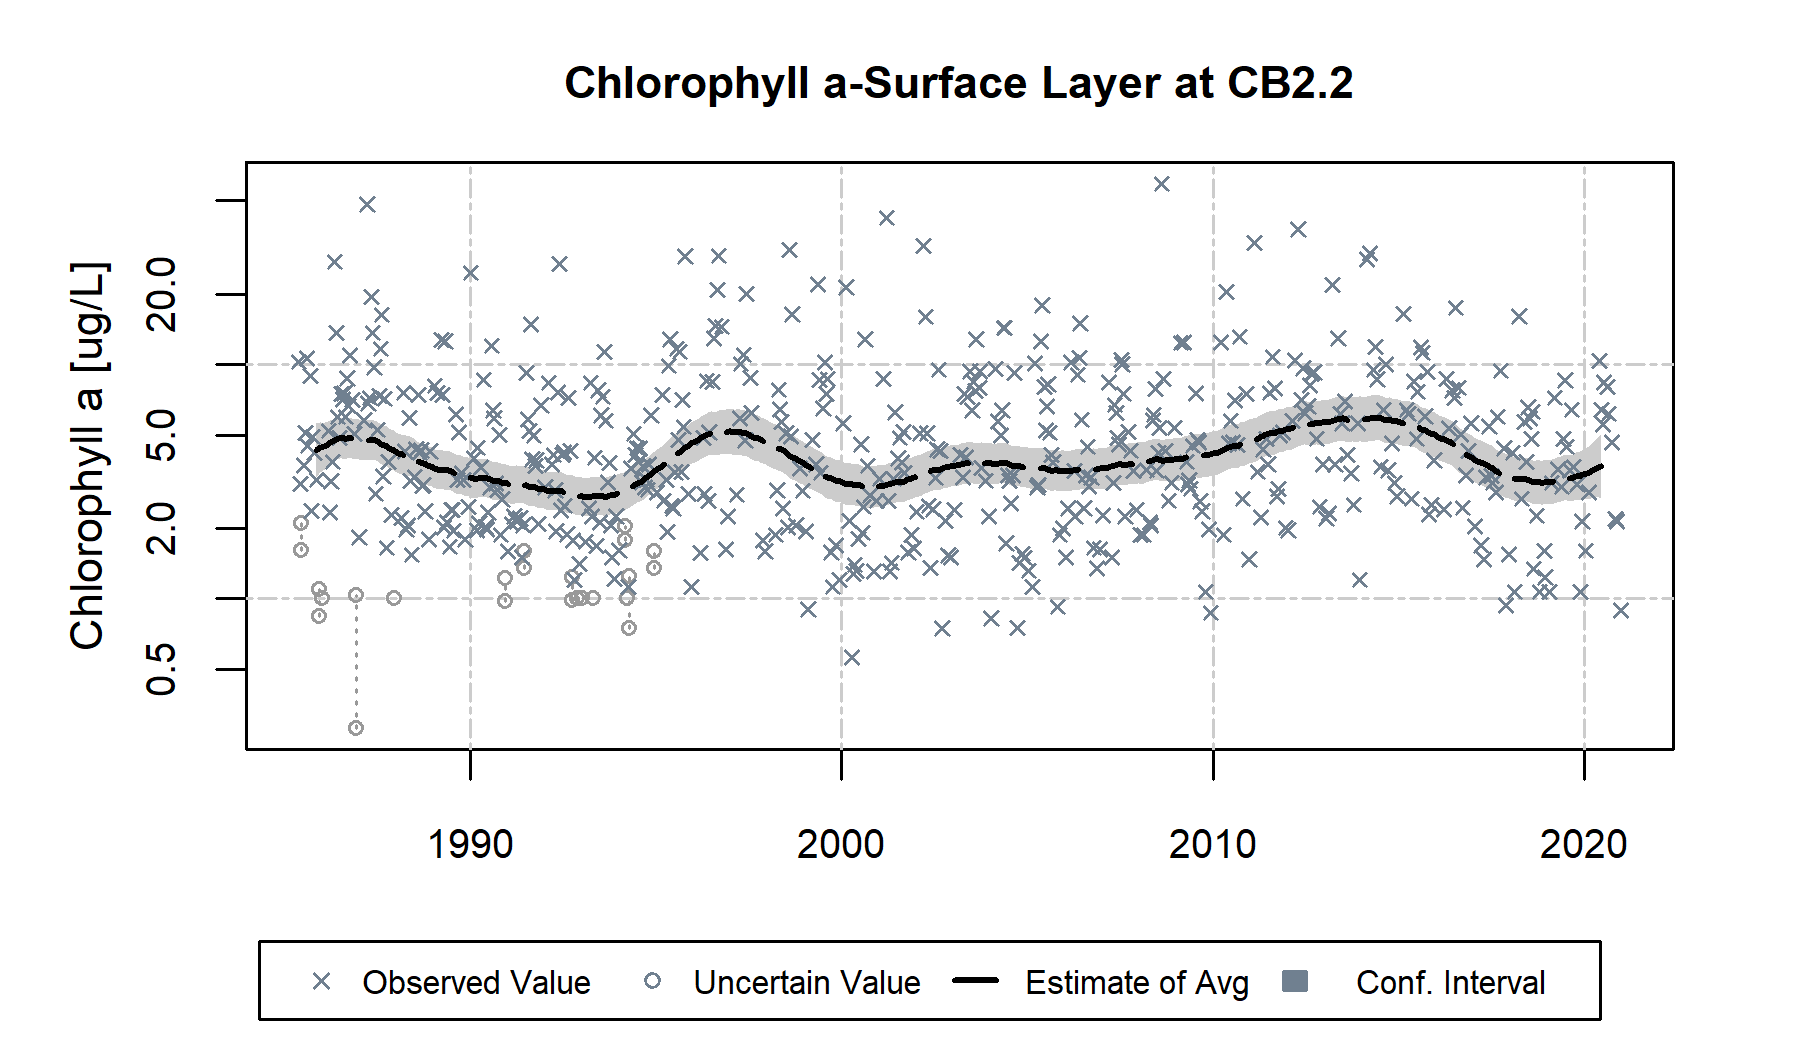 Chlorophyll a-Surface Layer at CB2.2
Chlorophyll a [ug/L]
20.0
5.0
2.0
0.5
1990 2000 2010 2020
Observed Value Uncertain Value Estimate of Avg Conf. Interval